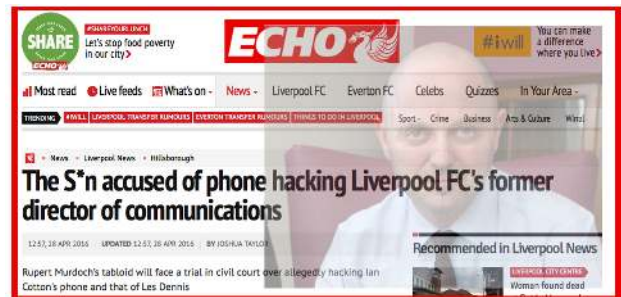 #SHAREYOURLUNCH
SHARE
ECHO
Let's stop food poverty
in our city>
ECHO
#iwill
You can make
a difference
where you live>
Most read Live feeds What's on - News - Liverpool FC Everton FC Celebs Quizzes In Your Area -
TRENDING #IWILL LIVERPOOL TRANSFER RUMOURS EVERTON TRANSFER RUMOURS THINGS TO DO IN LIVERPOOL Sport - Crime Business Arts & Culture Wirral
News Liverpool News Hillsborough
The S*n accused of phone hacking Liverpool FC's former
director of communications
12:57, 28 APR 2016 UPDATED 12:57, 28 APR 2016 BY JOSHUA TAYLOR
Recommended in Liverpool News
Rupert Murdoch's tabloid will face a trial in civil court over allegedly hacking Ian
Cotton's phone and that of Les Dennis
LIVERPOOL CITY CENTRE
Woman found dead